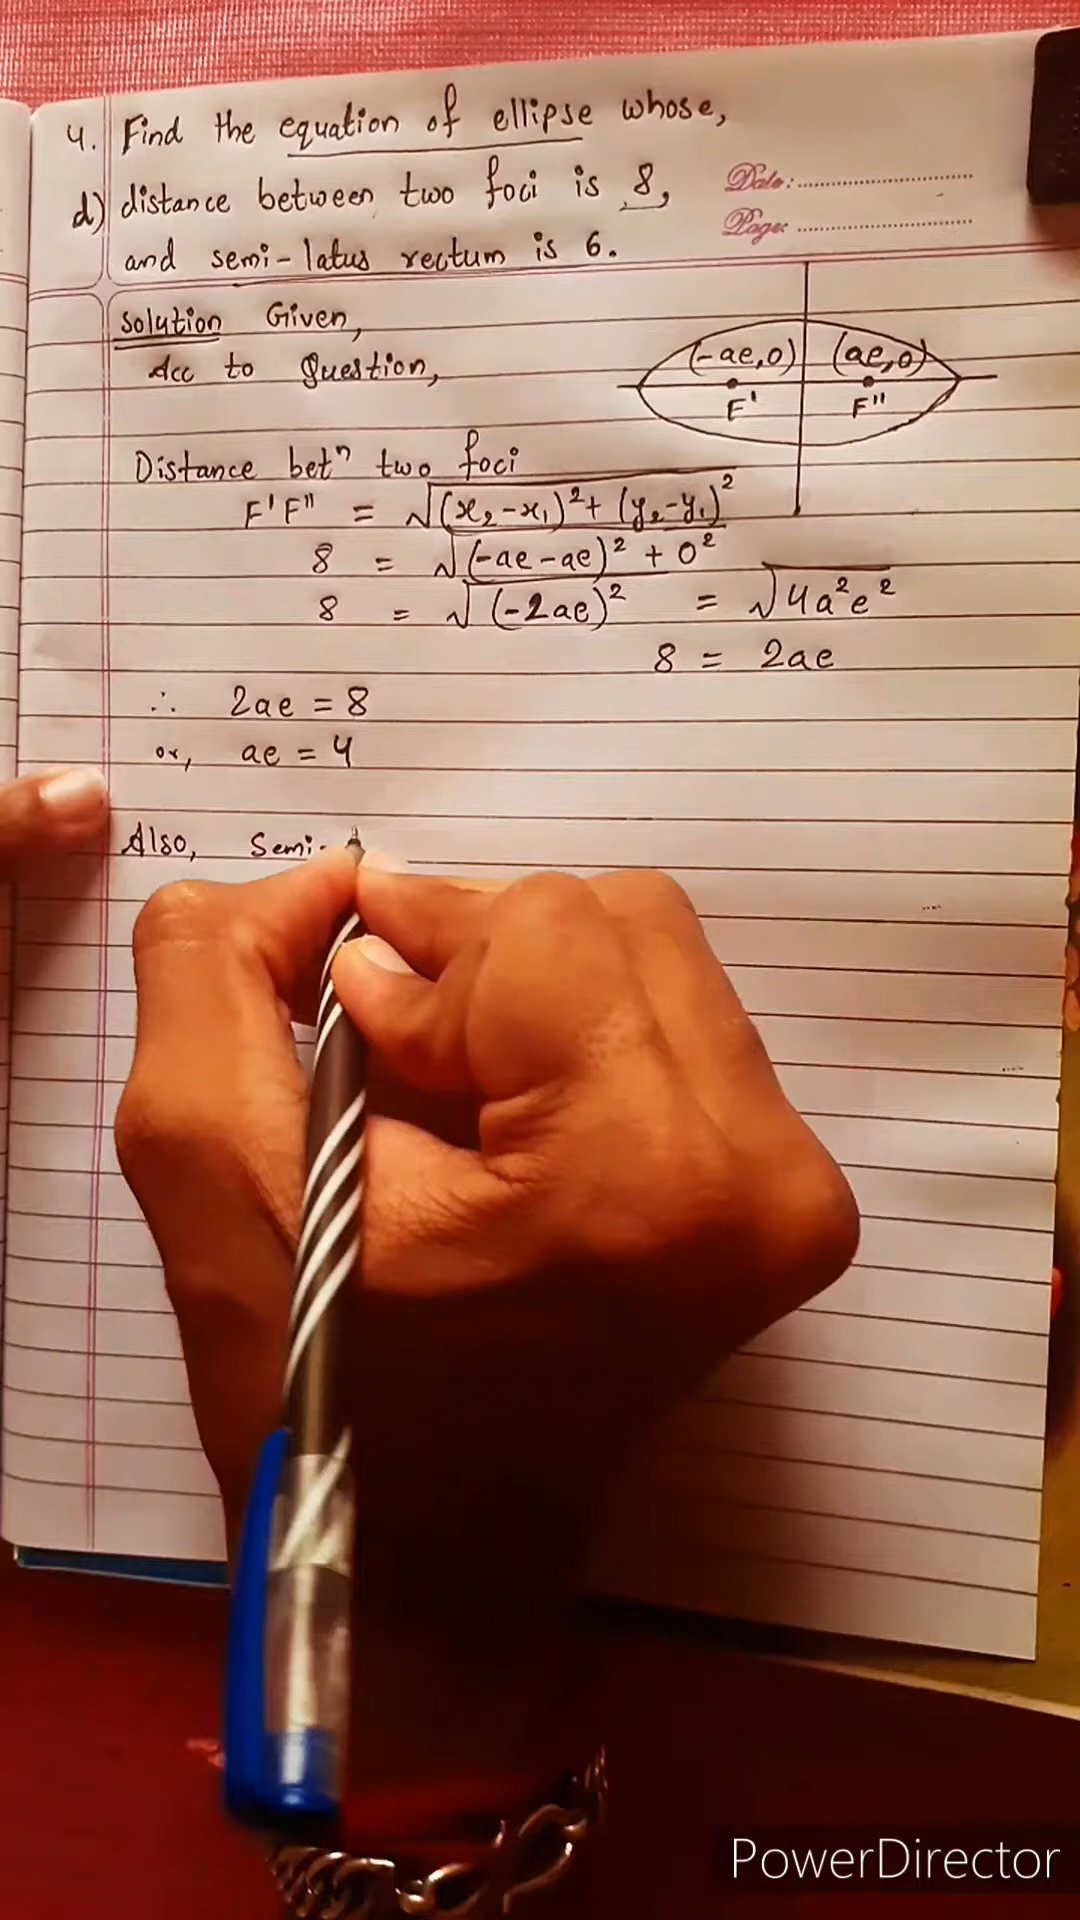 4. Find the equation of ellipse whose,
d) distance between two foci is 8,
and semi-latus rectum is 6.
Date:
Page:
Solution Given,
Acc to Question,
(-ae,0) (ae,0)
F' F"
Distance betⁿ two foci
F'F" = √(x₂-x₁)²+(y₂-y₁)²
8 = √(-ae-ae)² + 0²
8 = √(-2ae)² = √4a²e²
8 = 2ae
∴ 2ae = 8
or, ae = 4
Also, Semi-
PowerDirector